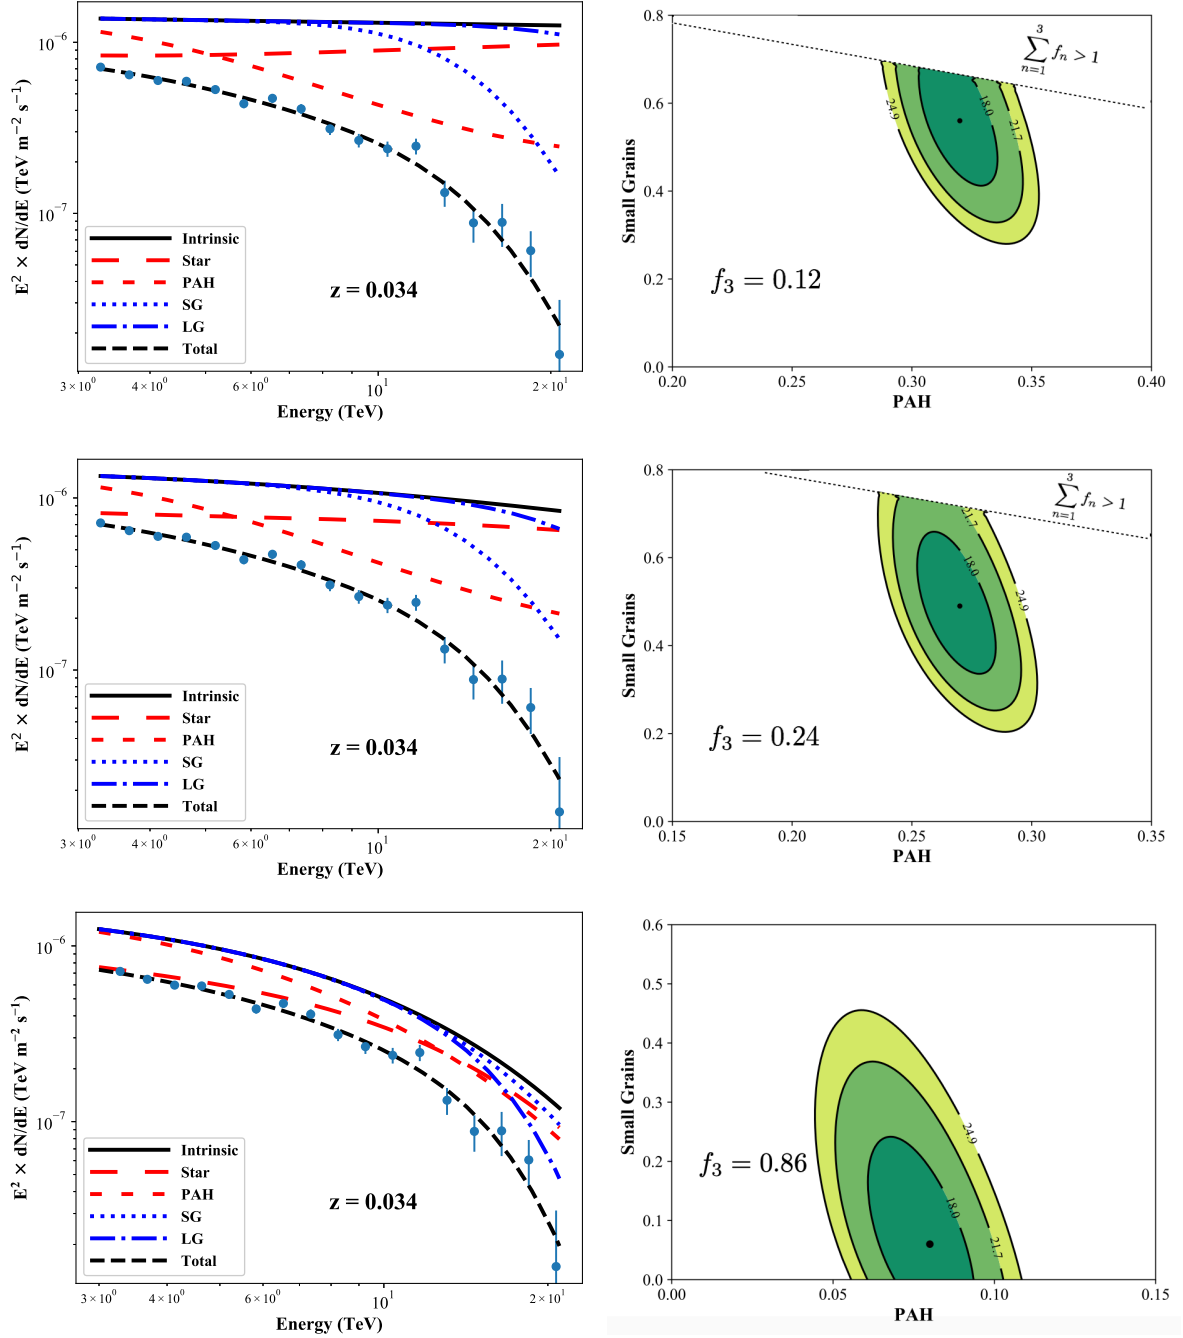 10⁻⁶
10⁻⁷
E² × dN/dE (TeV m⁻² s⁻¹)
Intrinsic
Star
PAH
SG
LG
Total
z = 0.034
3 × 10⁰
4 × 10⁰
6 × 10⁰
10¹
2 × 10¹
Energy (TeV)
0.8
0.6
0.4
0.2
0.0
Small Grains
∑ₙ₌₁³ fₙ > 1
24.9
18.0
21.7
f₃ = 0.12
0.20
0.25
0.30
0.35
0.40
PAH
10⁻⁶
10⁻⁷
E² × dN/dE (TeV m⁻² s⁻¹)
Intrinsic
Star
PAH
SG
LG
Total
z = 0.034
3 × 10⁰
4 × 10⁰
6 × 10⁰
10¹
2 × 10¹
Energy (TeV)
0.8
0.6
0.4
0.2
0.0
Small Grains
∑ₙ₌₁³ fₙ > 1
21.7
18.0
24.9
f₃ = 0.24
0.15
0.20
0.25
0.30
0.35
PAH
10⁻⁶
10⁻⁷
E² × dN/dE (TeV m⁻² s⁻¹)
Intrinsic
Star
PAH
SG
LG
Total
z = 0.034
3 × 10⁰
4 × 10⁰
6 × 10⁰
10¹
2 × 10¹
Energy (TeV)
0.6
0.5
0.4
0.3
0.2
0.1
0.0
Small Grains
24.9
18.0
21.7
f₃ = 0.86
0.00
0.05
0.10
0.15
PAH